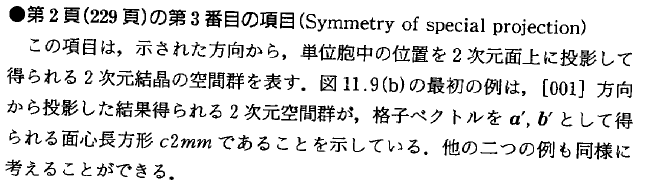 ●第2頁(229頁)の第3番目の項目(Symmetry of special projection)
この項目は，示された方向から，単位胞中の位置を2次元面上に投影して
得られる2次元結晶の空間群を表す．図11.9(b)の最初の例は，[001] 方向
から投影した結果得られる2次元空間群が，格子ベクトルを a′, b′ として得
られる面心長方形 c2mm であることを示している．他の二つの例も同様に
考えることができる．